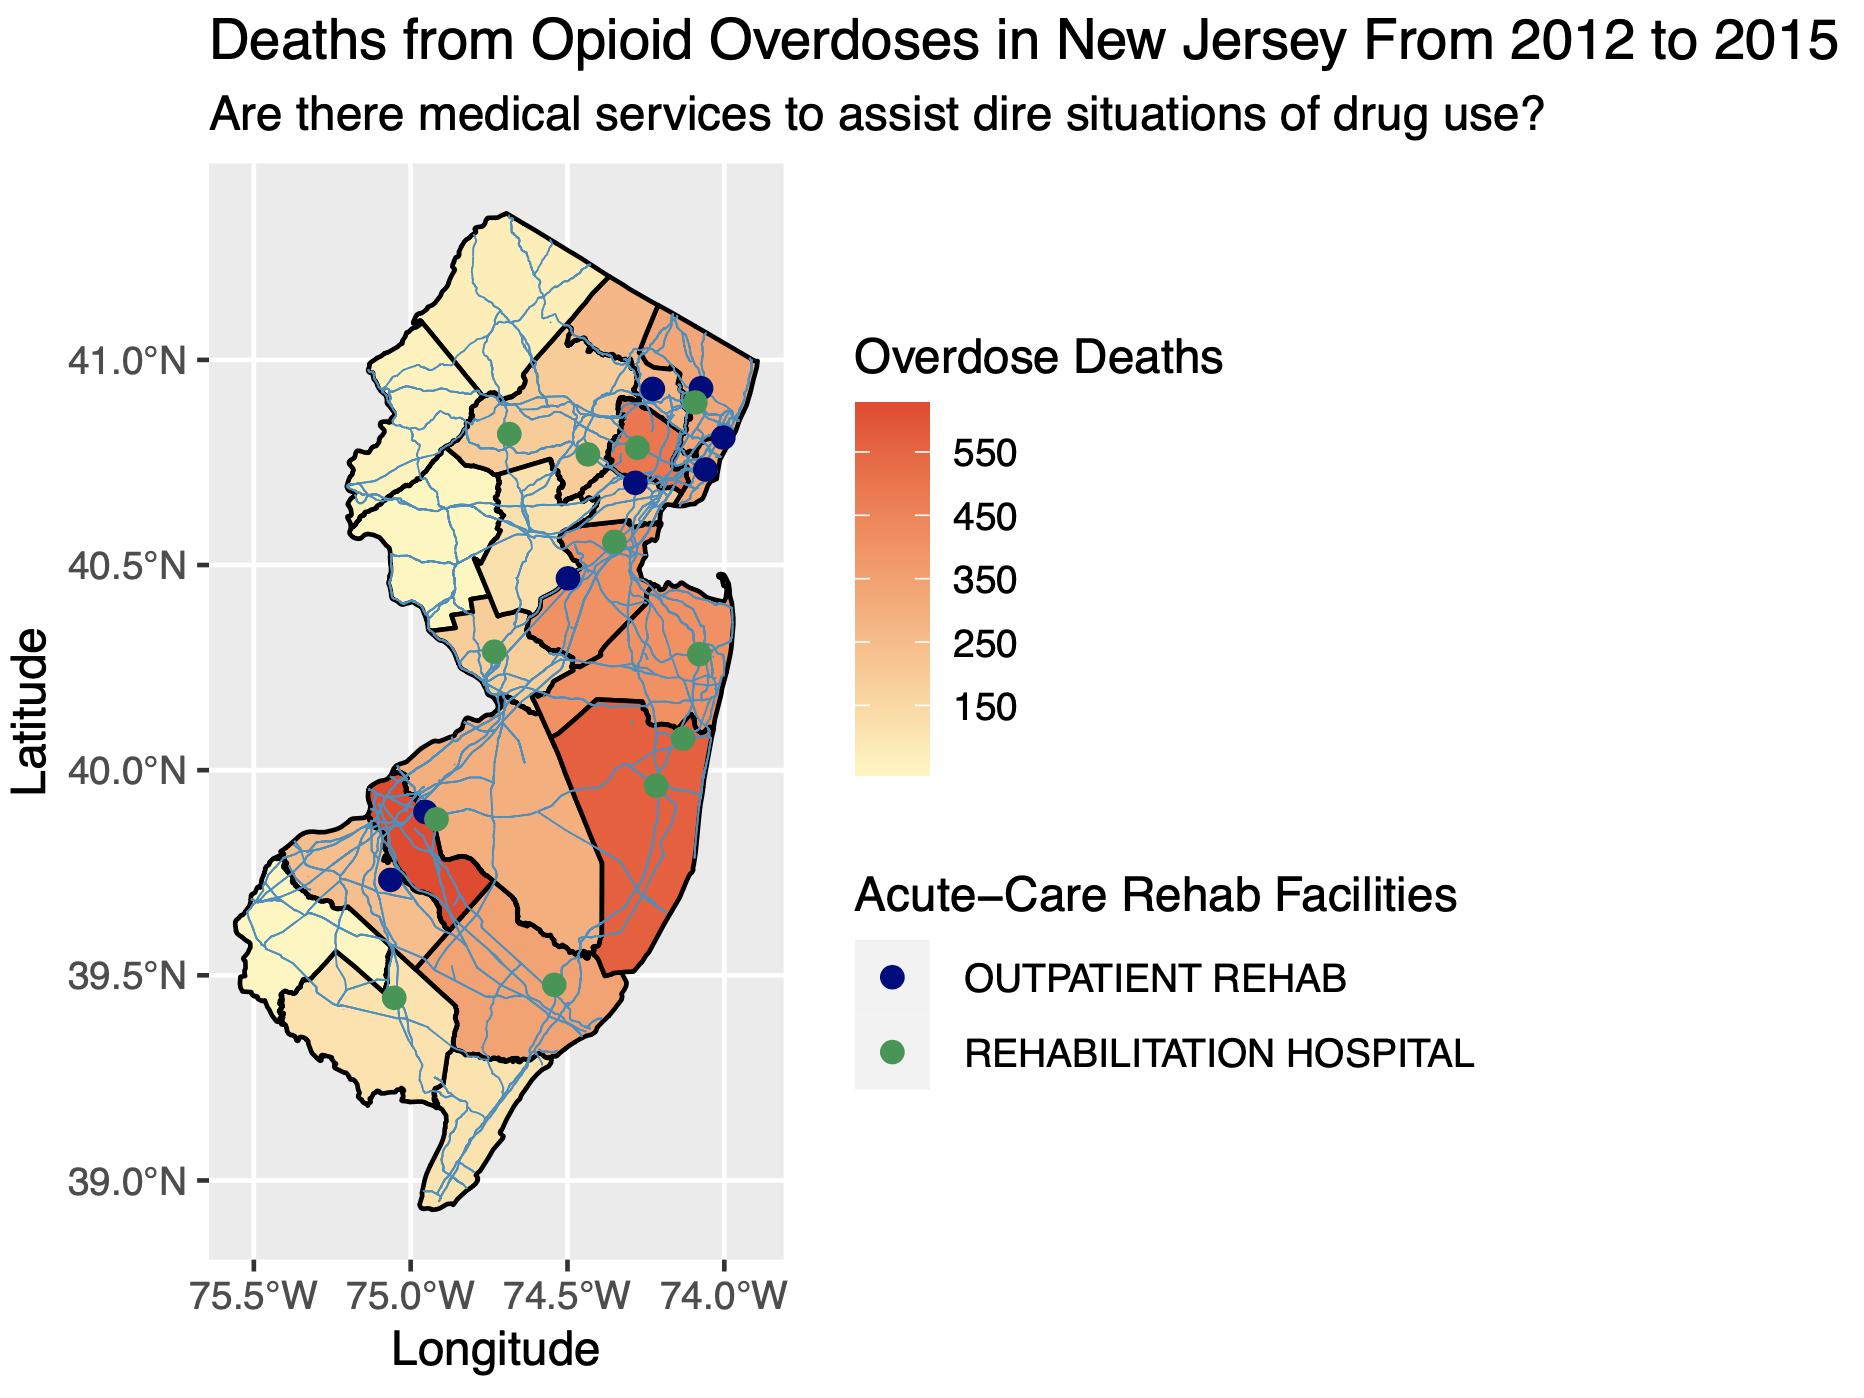 Deaths from Opioid Overdoses in New Jersey From 2012 to 2015
Are there medical services to assist dire situations of drug use?
41.0°N
40.5°N
40.0°N
39.5°N
39.0°N
Latitude
75.5°W 75.0°W 74.5°W 74.0°W
Longitude
Overdose Deaths
550
450
350
250
150
Acute−Care Rehab Facilities
OUTPATIENT REHAB
REHABILITATION HOSPITAL